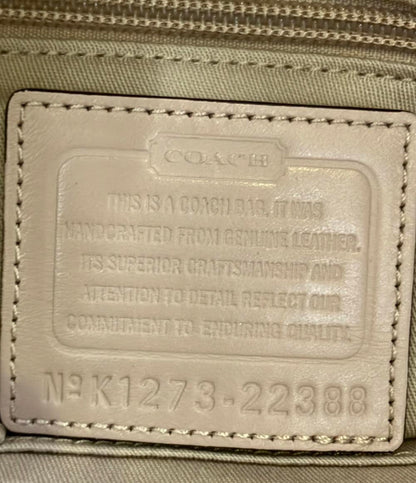 COACH
THIS IS A COACH BAG. IT WAS
HANDCRAFTED FROM GENUINE LEATHER.
ITS SUPERIOR CRAFTSMANSHIP AND
ATTENTION TO DETAIL REFLECT OUR
COMMITMENT TO ENDURING QUALITY.
Nº K1273-22388